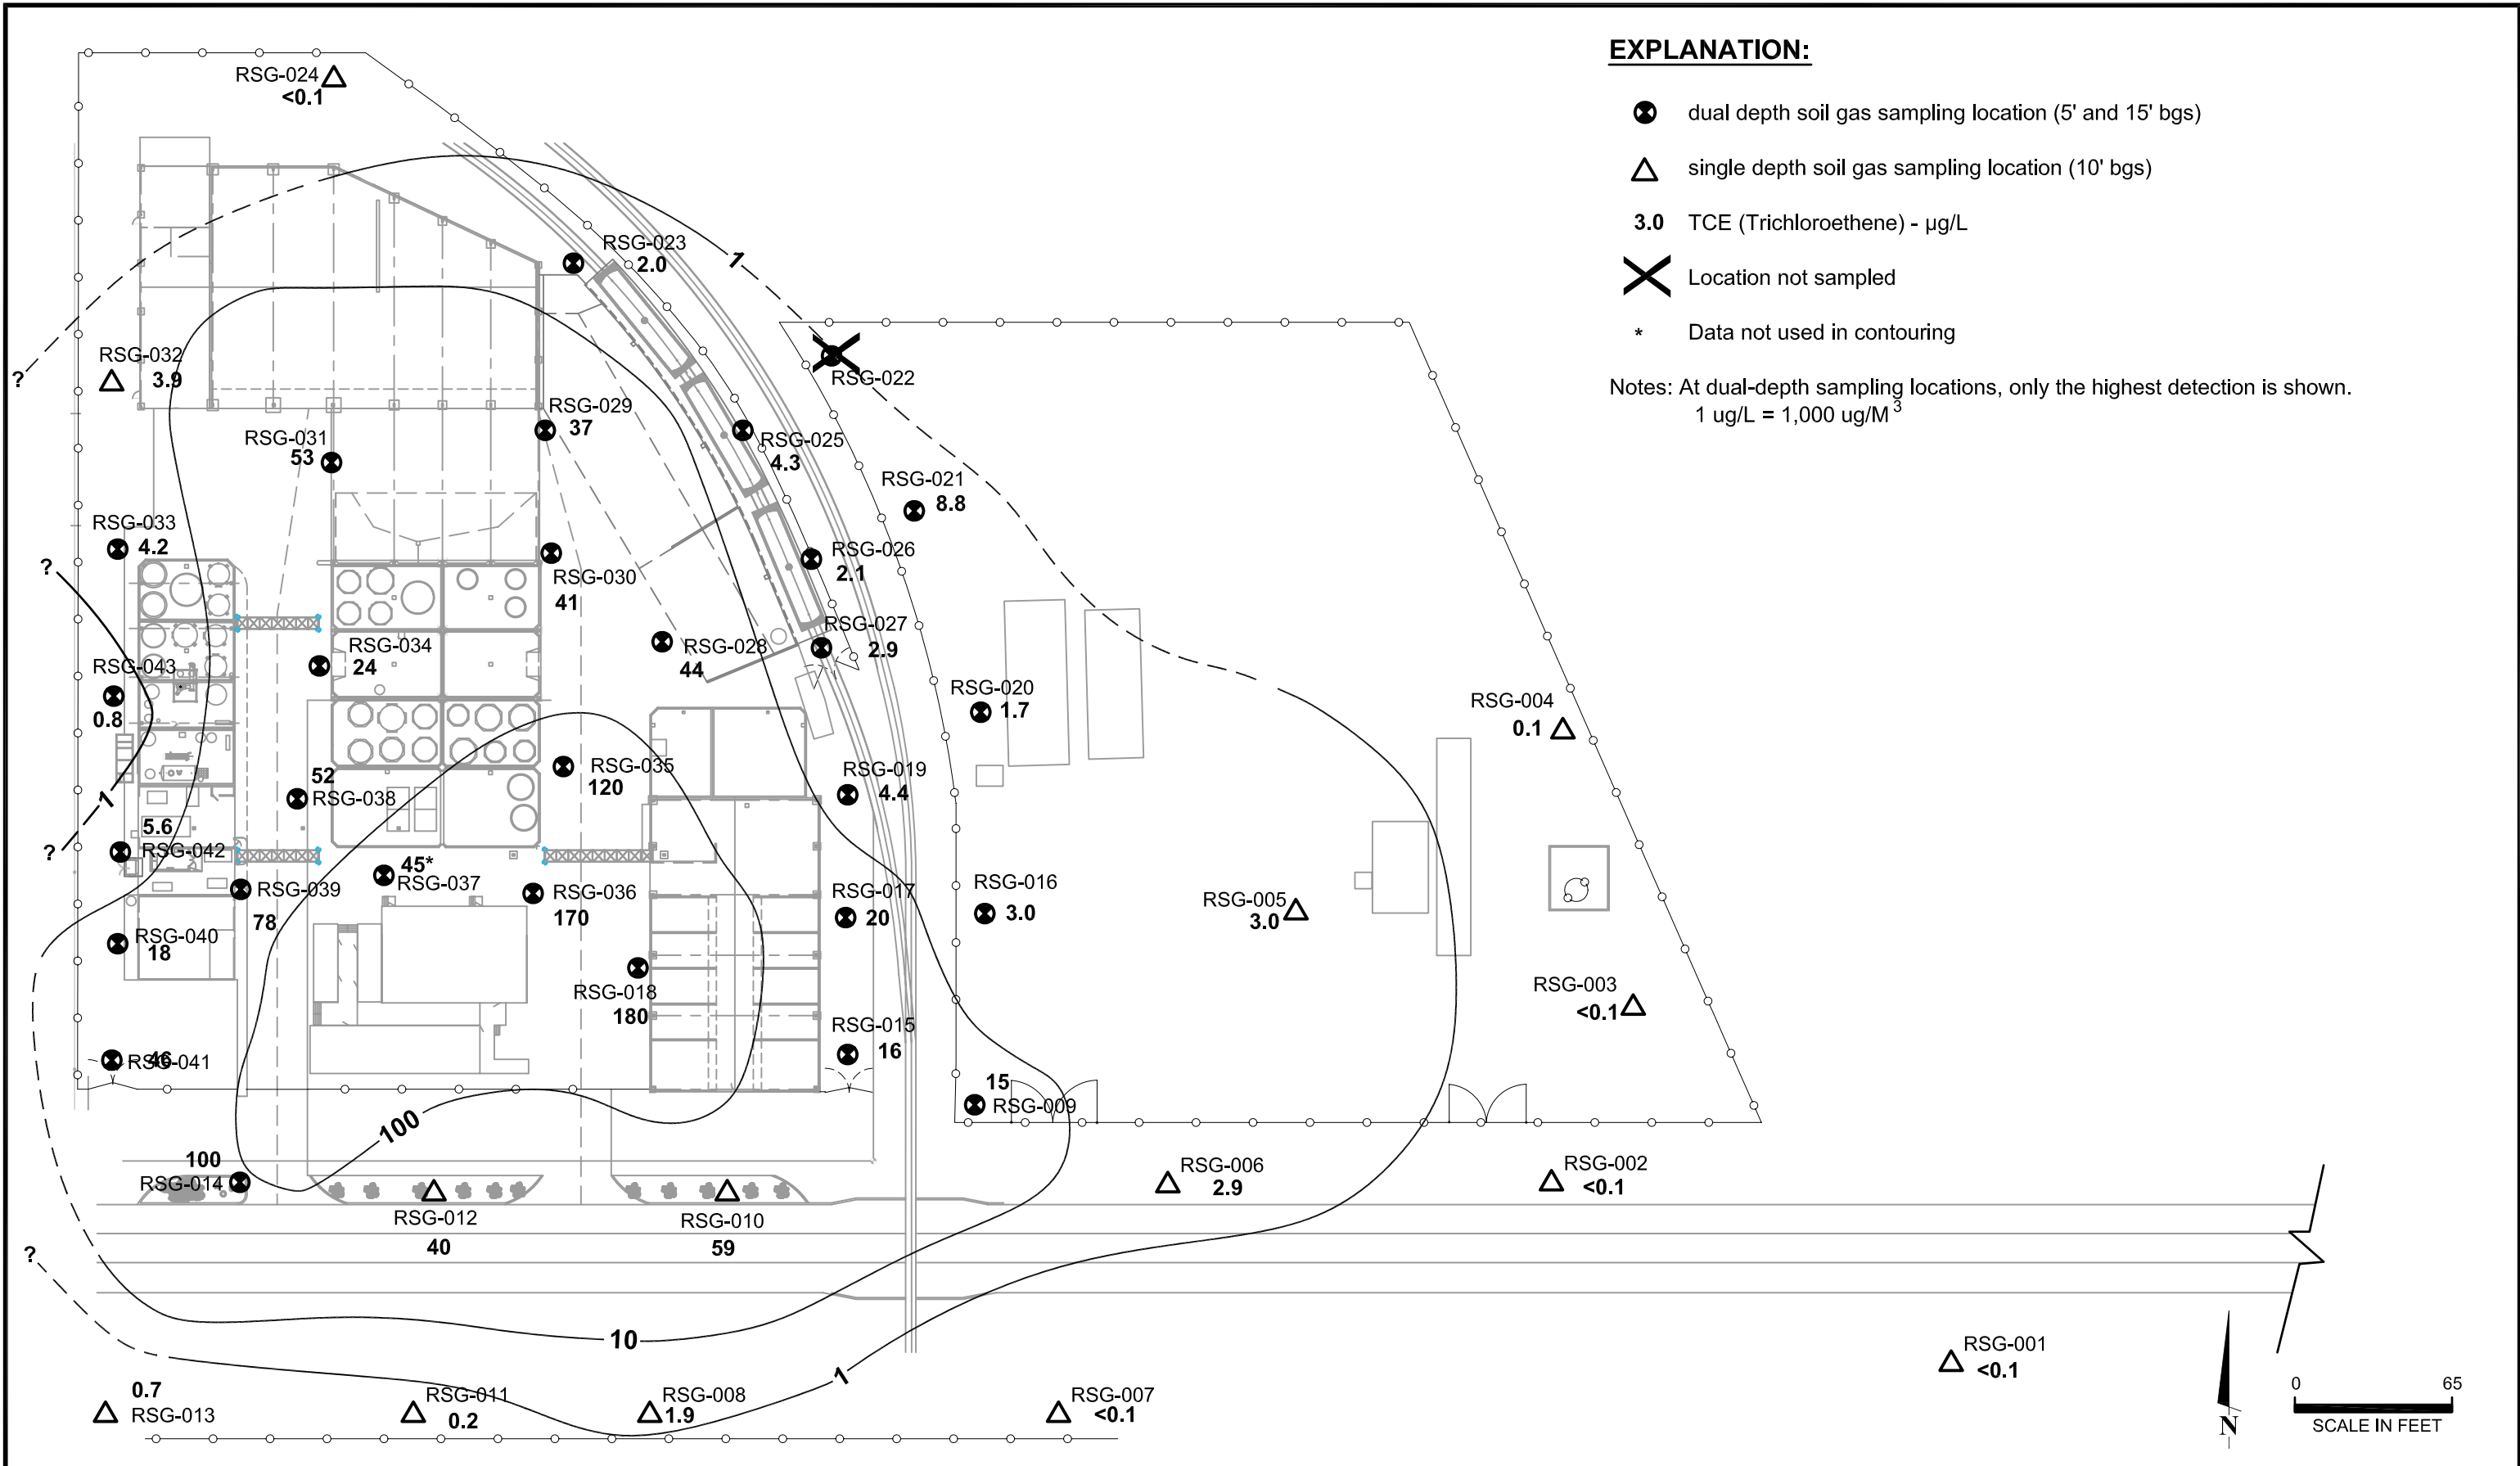 EXPLANATION:
dual depth soil gas sampling location (5' and 15' bgs)
single depth soil gas sampling location (10' bgs)
3.0 TCE (Trichloroethene) - µg/L
Location not sampled
* Data not used in contouring
Notes: At dual-depth sampling locations, only the highest detection is shown.
1 ug/L = 1,000 ug/M3
RSG-024
<0.1
RSG-023
2.0
1
RSG-032
3.9
?
RSG-022
RSG-029
37
RSG-031
53
RSG-025
4.3
RSG-021
8.8
RSG-033
4.2
?
RSG-026
2.1
RSG-030
41
RSG-027
2.9
RSG-028
44
RSG-034
24
RSG-043
0.8
RSG-020
1.7
RSG-004
0.1
RSG-035
120
52
RSG-038
RSG-019
4.4
1
5.6
RSG-042
?
45*
RSG-037
RSG-039
78
RSG-036
170
RSG-017
20
RSG-016
3.0
RSG-005
3.0
RSG-040
18
RSG-018
180
RSG-003
<0.1
RSG-015
16
RSG-041
46
15
RSG-009
100
100
RSG-014
RSG-006
2.9
RSG-002
<0.1
RSG-012
40
RSG-010
59
?
10
1
RSG-001
<0.1
0.7
RSG-013
RSG-011
0.2
RSG-008
1.9
RSG-007
<0.1
N
0 65
SCALE IN FEET